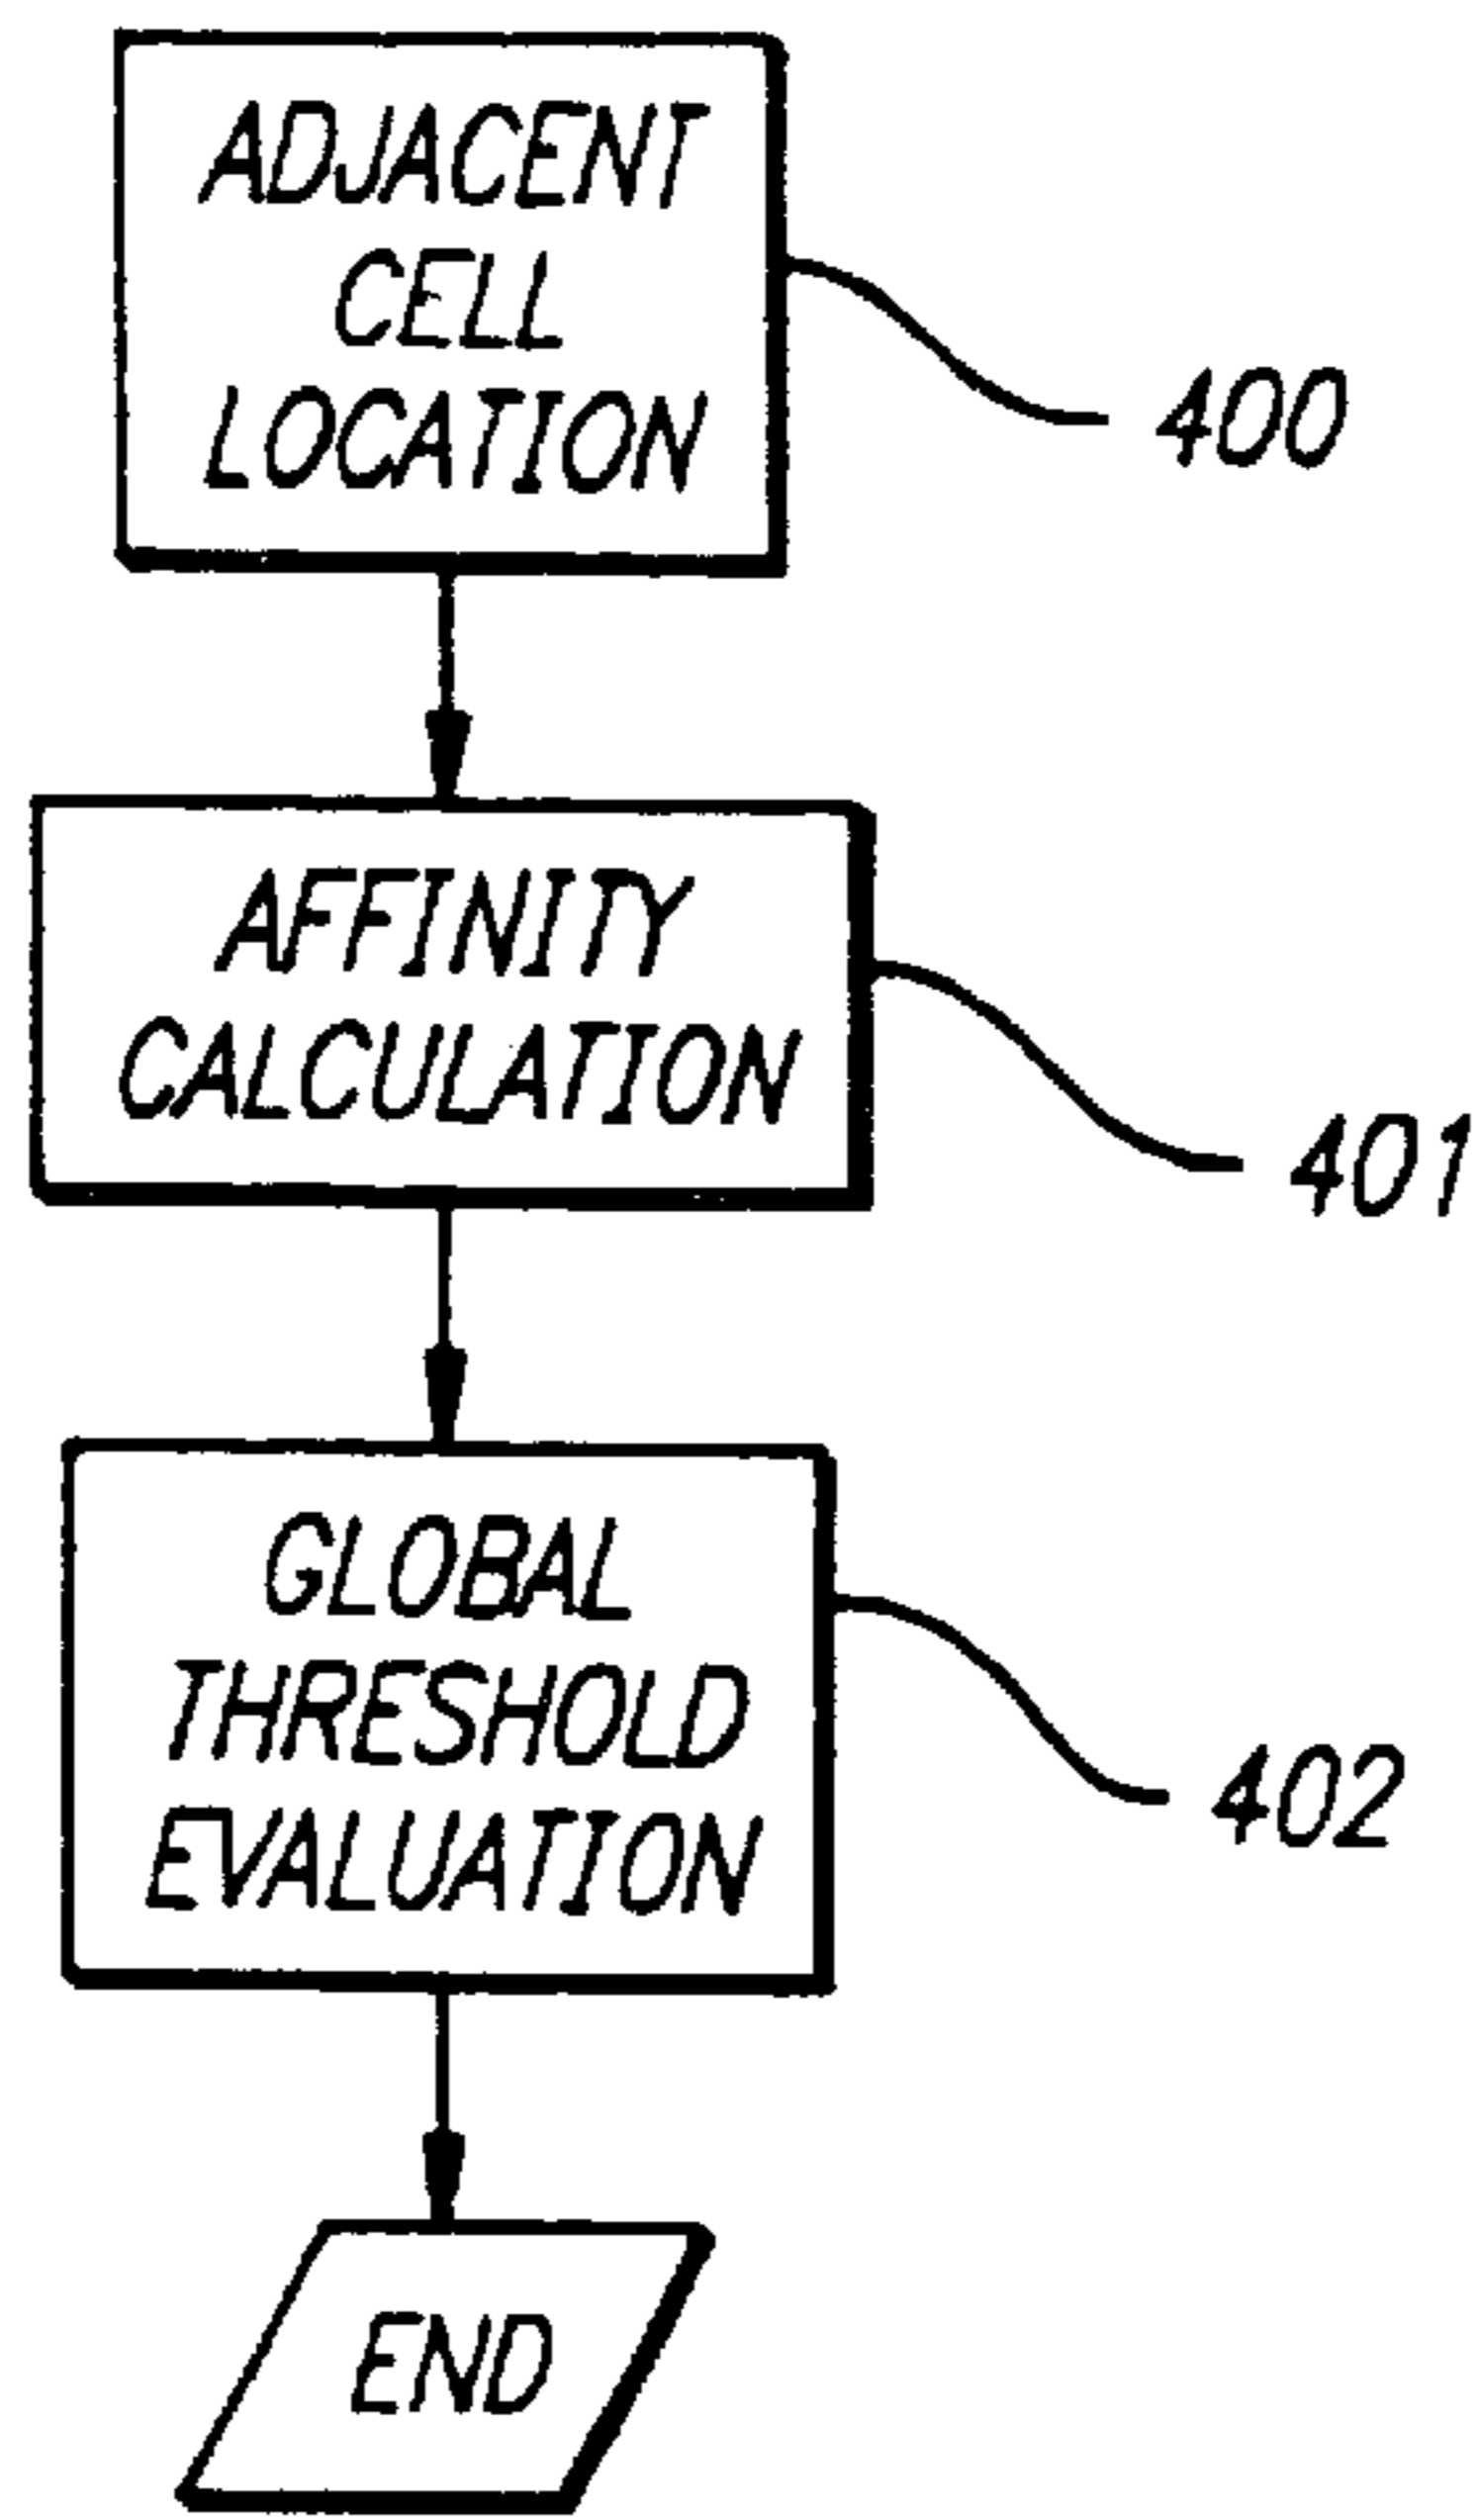 ADJACENT
CELL
LOCATION
400
AFFINITY
CALCULATION
401
GLOBAL
THRESHOLD
EVALUATION
402
END